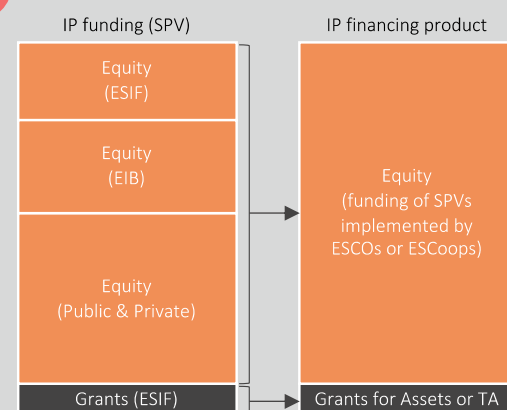 IP funding (SPV)
Equity
(ESIF)
Equity
(EIB)
Equity
(Public & Private)
Grants (ESIF)
IP financing product
Equity
(funding of SPVs
implemented by
ESCOs or ESCoops)
Grants for Assets or TA